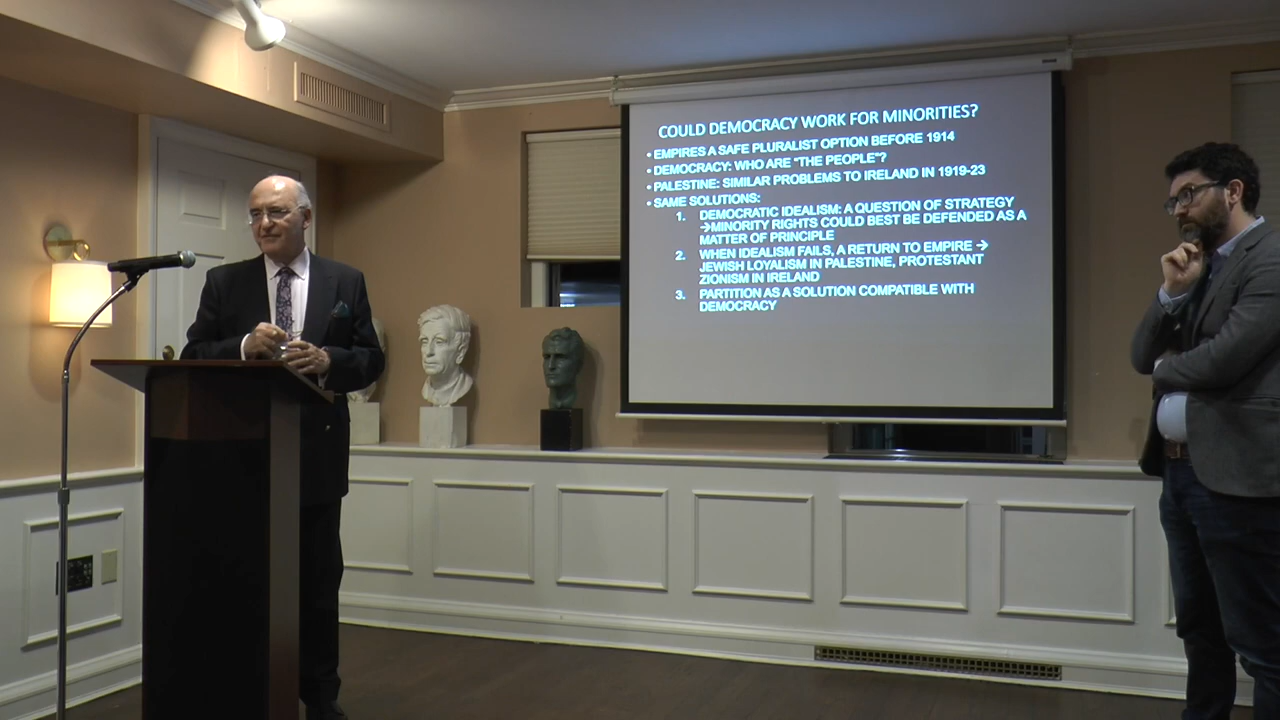 COULD DEMOCRACY WORK FOR MINORITIES?
• EMPIRES A SAFE PLURALIST OPTION BEFORE 1914
• DEMOCRACY: WHO ARE "THE PEOPLE"?
• PALESTINE: SIMILAR PROBLEMS TO IRELAND IN 1919-23
• SAME SOLUTIONS:
1. DEMOCRATIC IDEALISM: A QUESTION OF STRATEGY
→MINORITY RIGHTS COULD BEST BE DEFENDED AS A
MATTER OF PRINCIPLE
2. WHEN IDEALISM FAILS, A RETURN TO EMPIRE →
JEWISH LOYALISM IN PALESTINE, PROTESTANT
ZIONISM IN IRELAND
3. PARTITION AS A SOLUTION COMPATIBLE WITH
DEMOCRACY